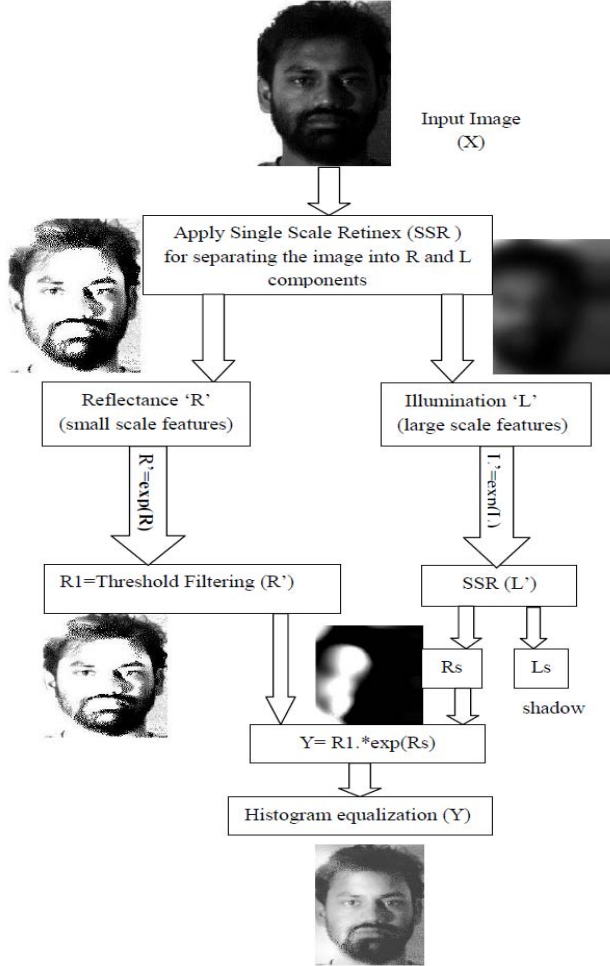 Input Image
(X)
Apply Single Scale Retinex (SSR )
for separating the image into R and L
components
Reflectance ‘R’
(small scale features)
Illumination ‘L’
(large scale features)
R’=exp(R)
L’=exp(L)
R1=Threshold Filtering (R’)
SSR (L’)
Rs
Ls
shadow
Y= R1.*exp(Rs)
Histogram equalization (Y)